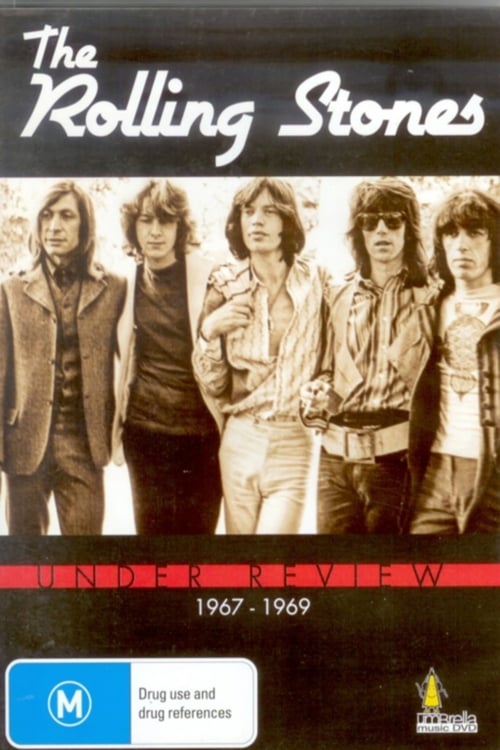 The
Rolling Stones
UNDER REVIEW
1967 - 1969
M
Drug use and
drug references
umbrella
music DVD